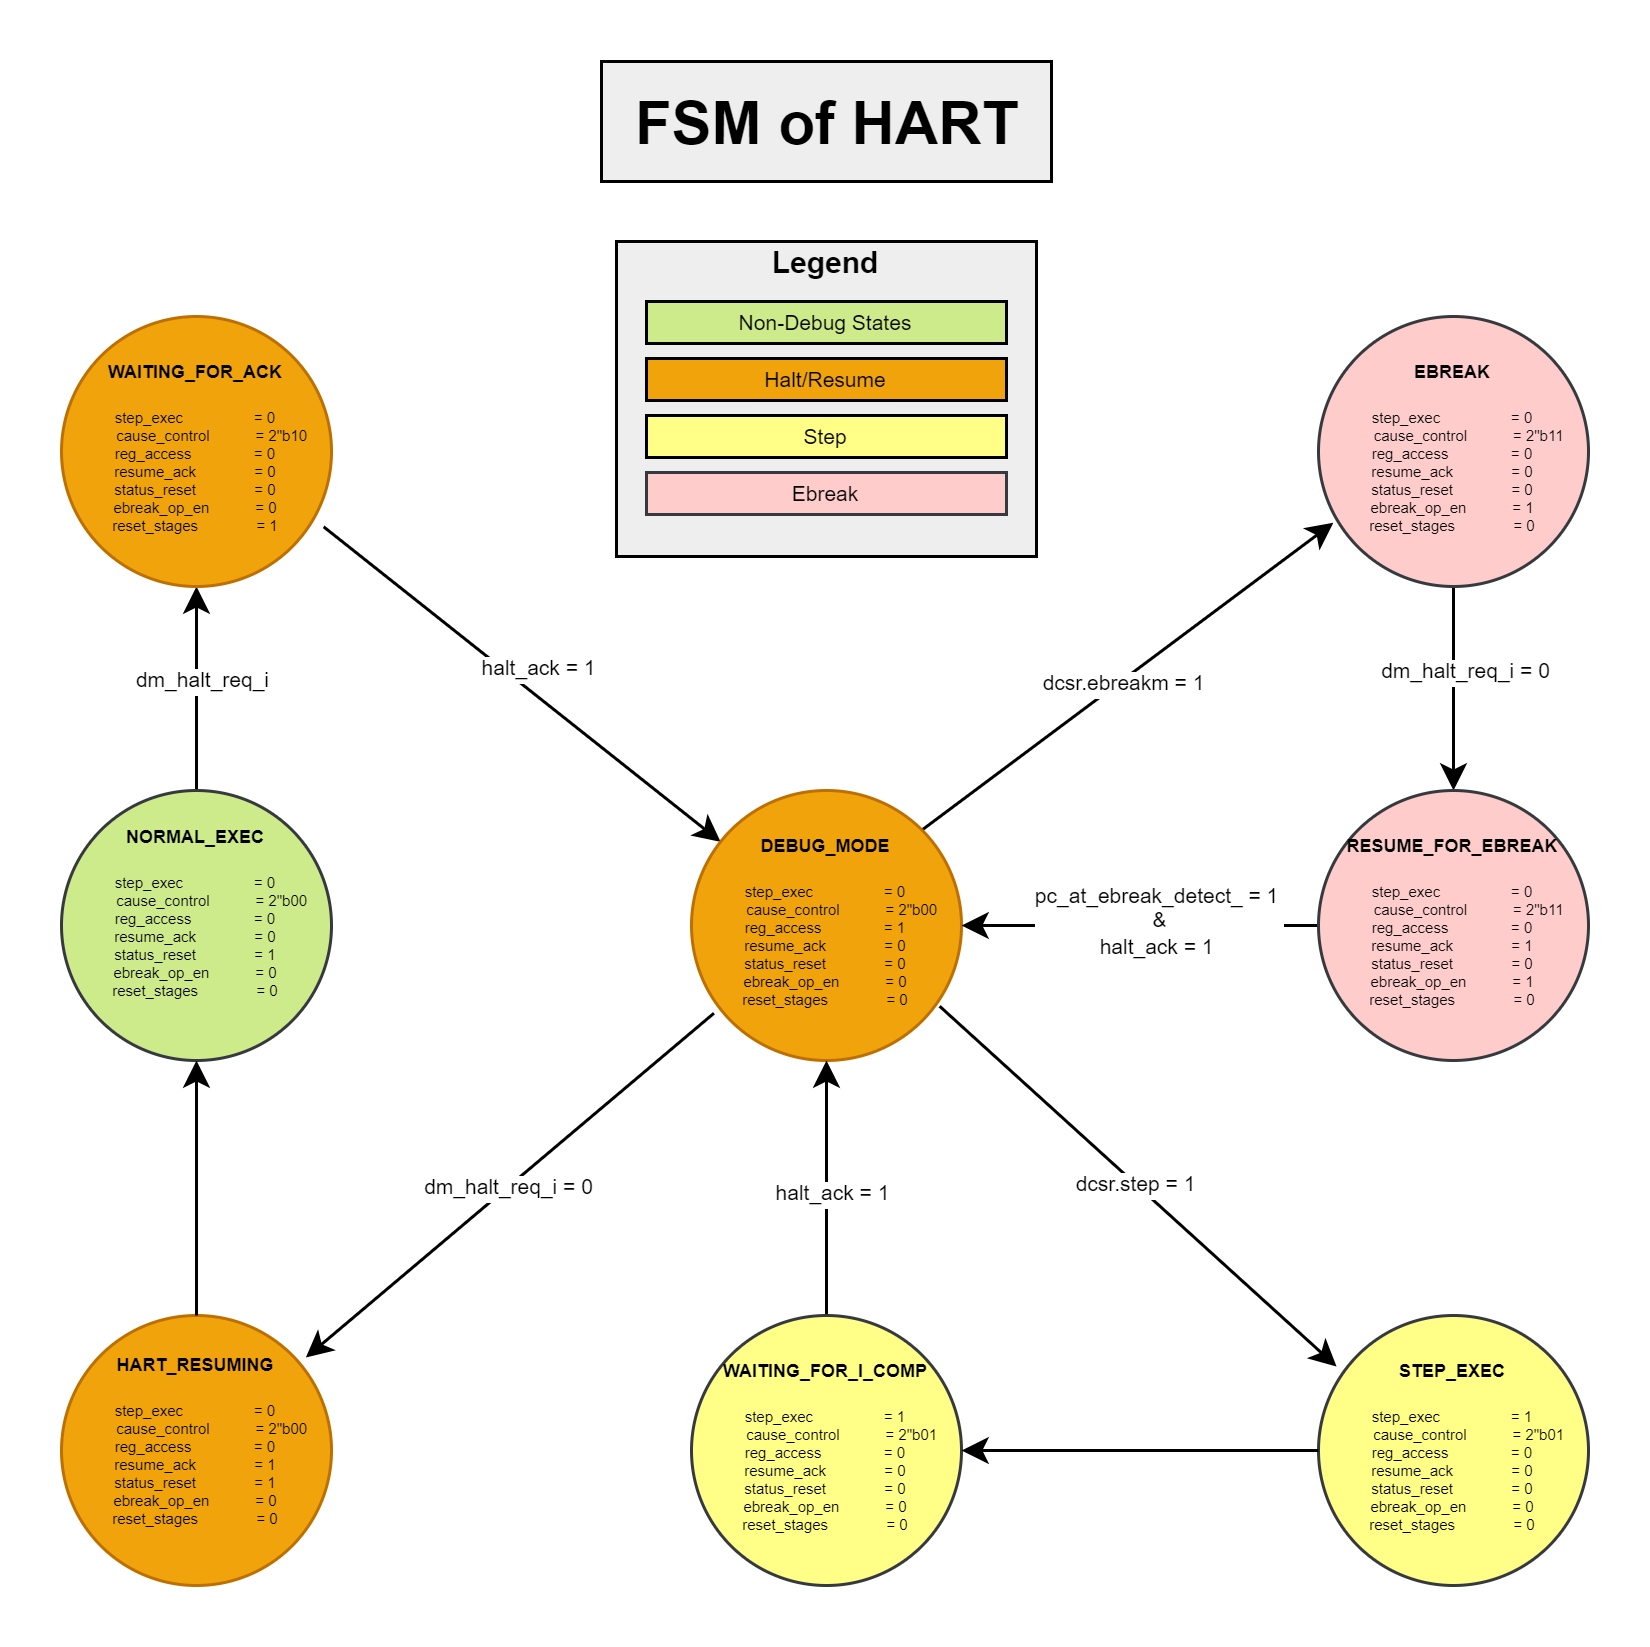 FSM of HART
Legend
Non-Debug States
Halt/Resume
Step
Ebreak
WAITING_FOR_ACK
step_exec = 0
cause_control = 2"b10
reg_access = 0
resume_ack = 0
status_reset = 0
ebreak_op_en = 0
reset_stages = 1
EBREAK
step_exec = 0
cause_control = 2"b11
reg_access = 0
resume_ack = 0
status_reset = 0
ebreak_op_en = 1
reset_stages = 0
dm_halt_req_i
halt_ack = 1
dcsr.ebreakm = 1
dm_halt_req_i = 0
NORMAL_EXEC
step_exec = 0
cause_control = 2"b00
reg_access = 0
resume_ack = 0
status_reset = 1
ebreak_op_en = 0
reset_stages = 0
DEBUG_MODE
step_exec = 0
cause_control = 2"b00
reg_access = 1
resume_ack = 0
status_reset = 0
ebreak_op_en = 0
reset_stages = 0
pc_at_ebreak_detect_ = 1
&
halt_ack = 1
RESUME_FOR_EBREAK
step_exec = 0
cause_control = 2"b11
reg_access = 0
resume_ack = 1
status_reset = 0
ebreak_op_en = 1
reset_stages = 0
dm_halt_req_i = 0
halt_ack = 1
dcsr.step = 1
HART_RESUMING
step_exec = 0
cause_control = 2"b00
reg_access = 0
resume_ack = 1
status_reset = 1
ebreak_op_en = 0
reset_stages = 0
WAITING_FOR_I_COMP
step_exec = 1
cause_control = 2"b01
reg_access = 0
resume_ack = 0
status_reset = 0
ebreak_op_en = 0
reset_stages = 0
STEP_EXEC
step_exec = 1
cause_control = 2"b01
reg_access = 0
resume_ack = 0
status_reset = 0
ebreak_op_en = 0
reset_stages = 0